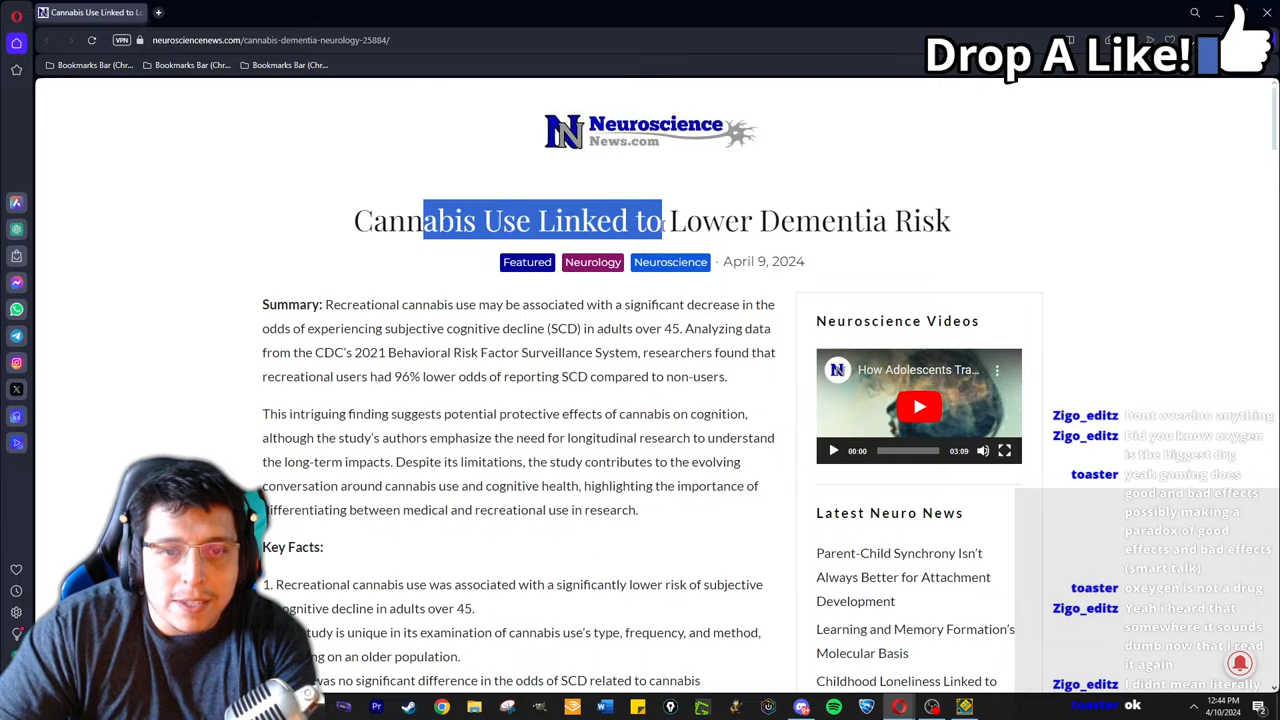 Cannabis Use Linked to Lo
Drop A Like!
VPN
neurosciencenews.com/cannabis-dementia-neurology-25884/
Bookmarks Bar (Chr... Bookmarks Bar (Chr... Bookmarks Bar (Chr...
Neuroscience
News.com
Cannabis Use Linked to Lower Dementia Risk
Featured Neurology Neuroscience · April 9, 2024
Summary: Recreational cannabis use may be associated with a significant decrease in the
odds of experiencing subjective cognitive decline (SCD) in adults over 45. Analyzing data
from the CDC's 2021 Behavioral Risk Factor Surveillance System, researchers found that
recreational users had 96% lower odds of reporting SCD compared to non-users.
This intriguing finding suggests potential protective effects of cannabis on cognition,
although the study's authors emphasize the need for longitudinal research to understand
the long-term impacts. Despite its limitations, the study contributes to the evolving
conversation around cannabis use and cognitive health, highlighting the importance of
differentiating between medical and recreational use in research.
Key Facts:
1. Recreational cannabis use was associated with a significantly lower risk of subjective
cognitive decline in adults over 45.
study is unique in its examination of cannabis use's type, frequency, and method,
on an older population.
was no significant difference in the odds of SCD related to cannabis
Neuroscience Videos
How Adolescents Tra...
00:00 03:09
Latest Neuro News
Parent-Child Synchrony Isn't
Always Better for Attachment
Development
Learning and Memory Formation's
Molecular Basis
Childhood Loneliness Linked to
Zigo_editz Dont overdoo anything
Zigo_editz Did you know oxygen
is the biggest drg
toaster yeah gaming does
good and bad effects
possibly making a
paradox of good
effects and bad effects
(smart talk)
toaster oxeygen is not a drug
Zigo_editz Yeah i heard that
somewhere it sounds
dumb now that i read
it again
Zigo_editz I didnt mean literally
toaster ok
12:44 PM
4/10/2024